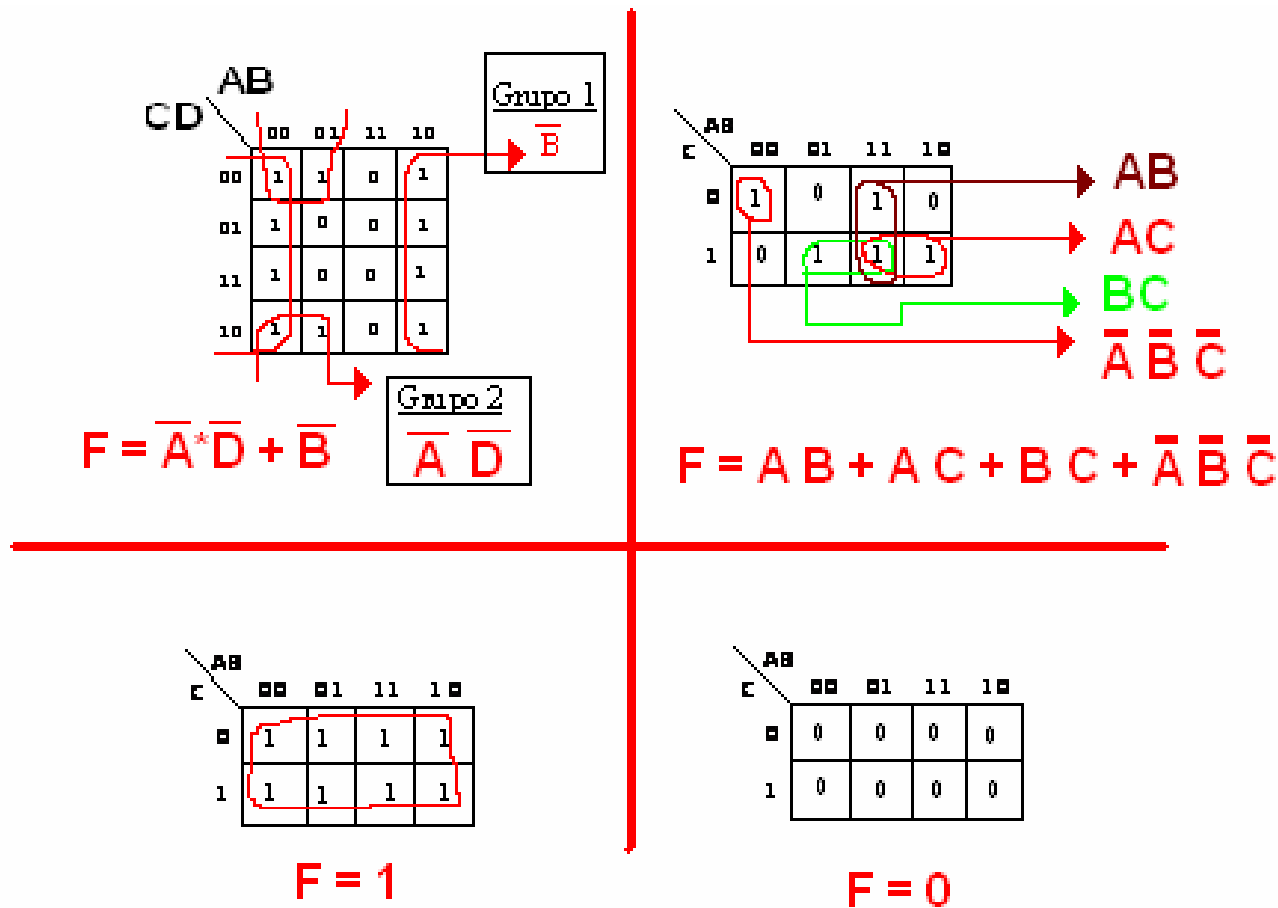 AB
CD
00 01 11 10
00 1 1 0 1
01 1 0 0 1
11 1 0 0 1
10 1 1 0 1
Grupo 1
B̅
Grupo 2
A̅ D̅
F = A̅*D̅ + B̅
AB
C
00 01 11 10
0 1 0 1 0
1 0 1 1 1
AB
AC
BC
A̅ B̅ C̅
F = A B + A C + B C + A̅ B̅ C̅
AB
C
00 01 11 10
0 1 1 1 1
1 1 1 1 1
F = 1
AB
C
00 01 11 10
0 0 0 0 0
1 0 0 0 0
F = 0